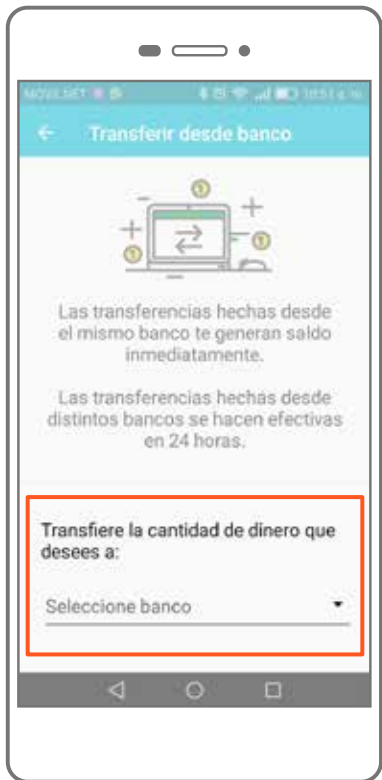 MOVILNET
Transferir desde banco
Las transferencias hechas desde
el mismo banco te generan saldo
inmediatamente.
Las transferencias hechas desde
distintos bancos se hacen efectivas
en 24 horas.
Transfiere la cantidad de dinero que
desees a:
Seleccione banco